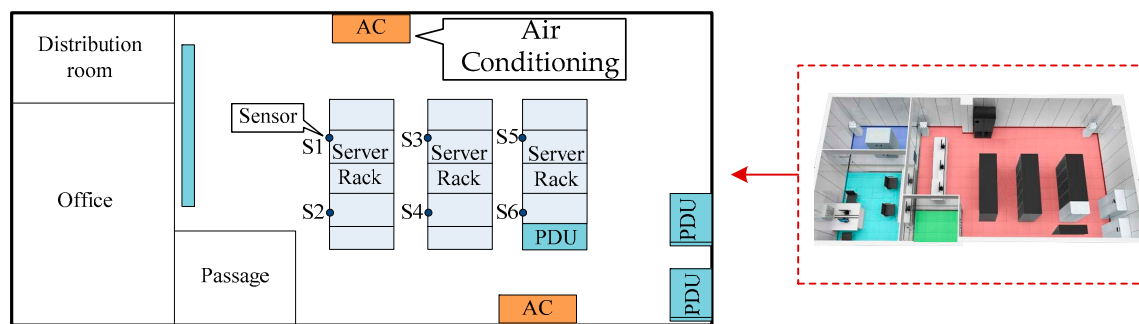 AC
Air
Conditioning
Distribution
room
Sensor
S1
S3
S5
Server
Server
Server
Rack
Rack
Rack
Office
S2
S4
S6
PDU
PDU
Passage
AC
PDU